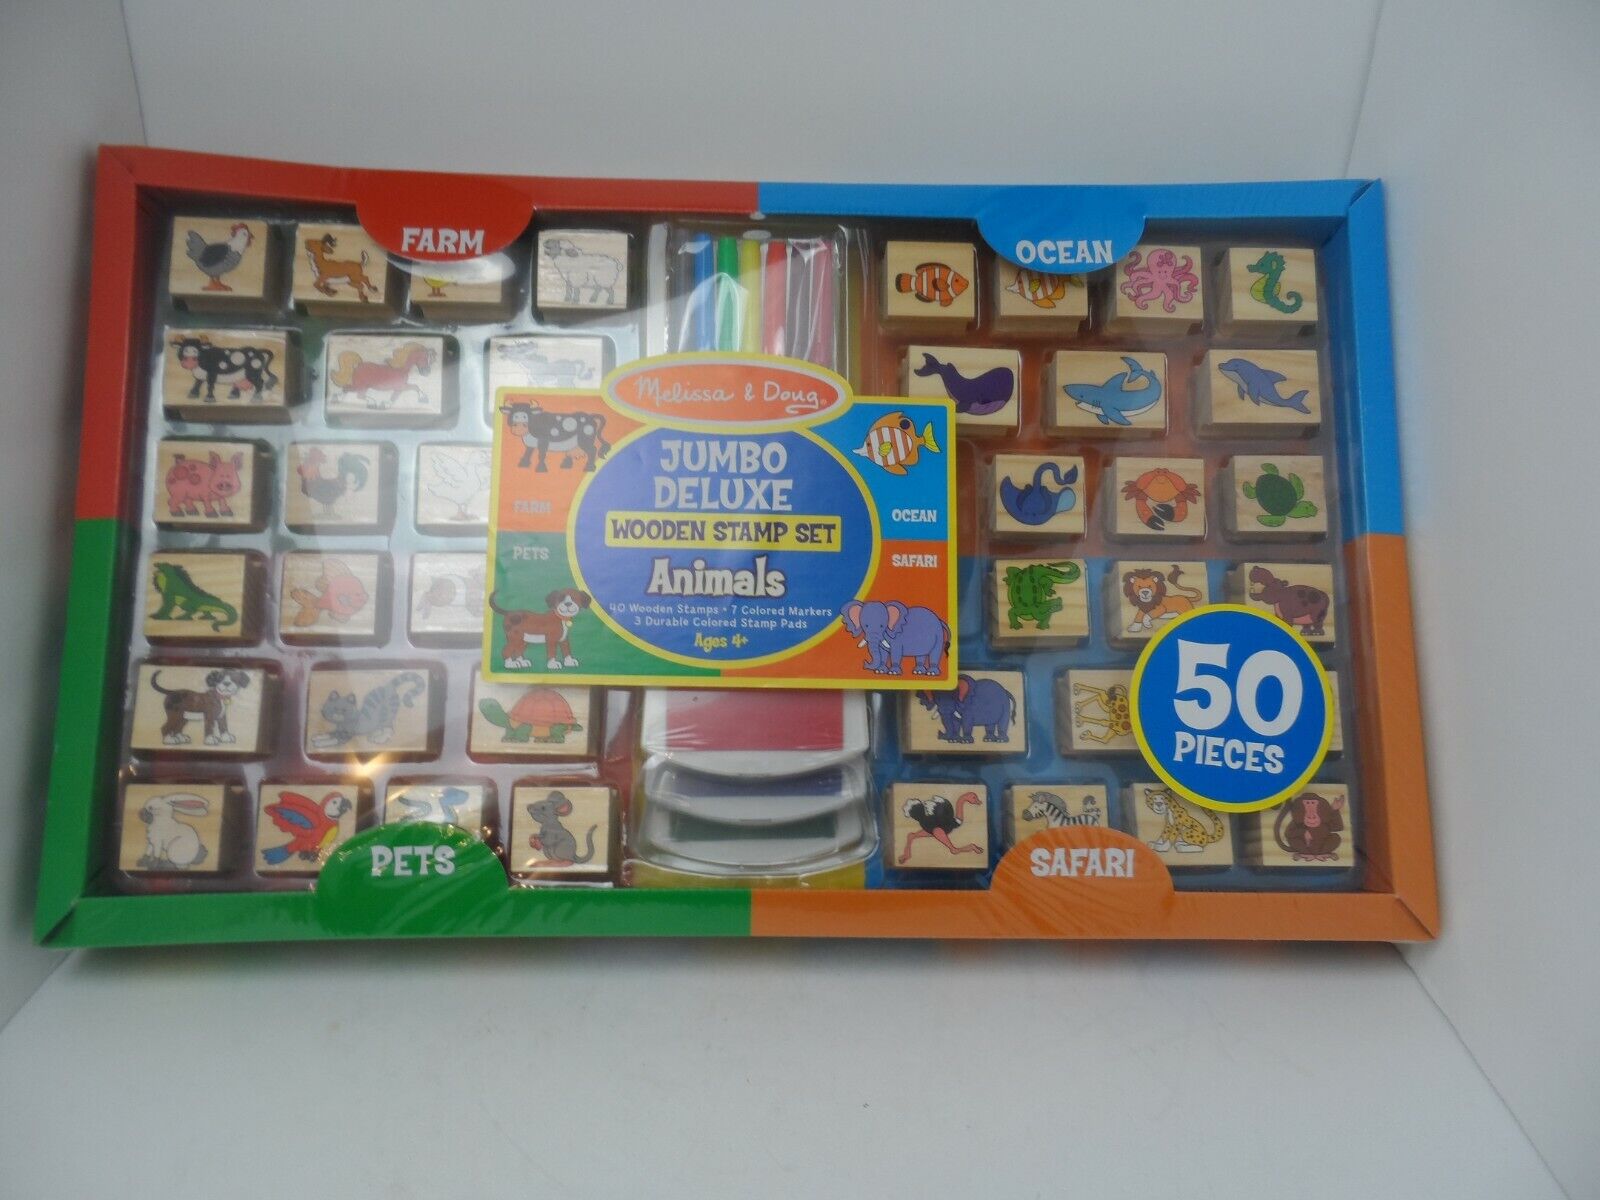 FARM
OCEAN
Melissa & Doug®
JUMBO
DELUXE
WOODEN STAMP SET
Animals
40 Wooden Stamps • 7 Colored Markers
3 Durable Colored Stamp Pads
Ages 4+
FARM
OCEAN
PETS
SAFARI
50
PIECES
PETS
SAFARI